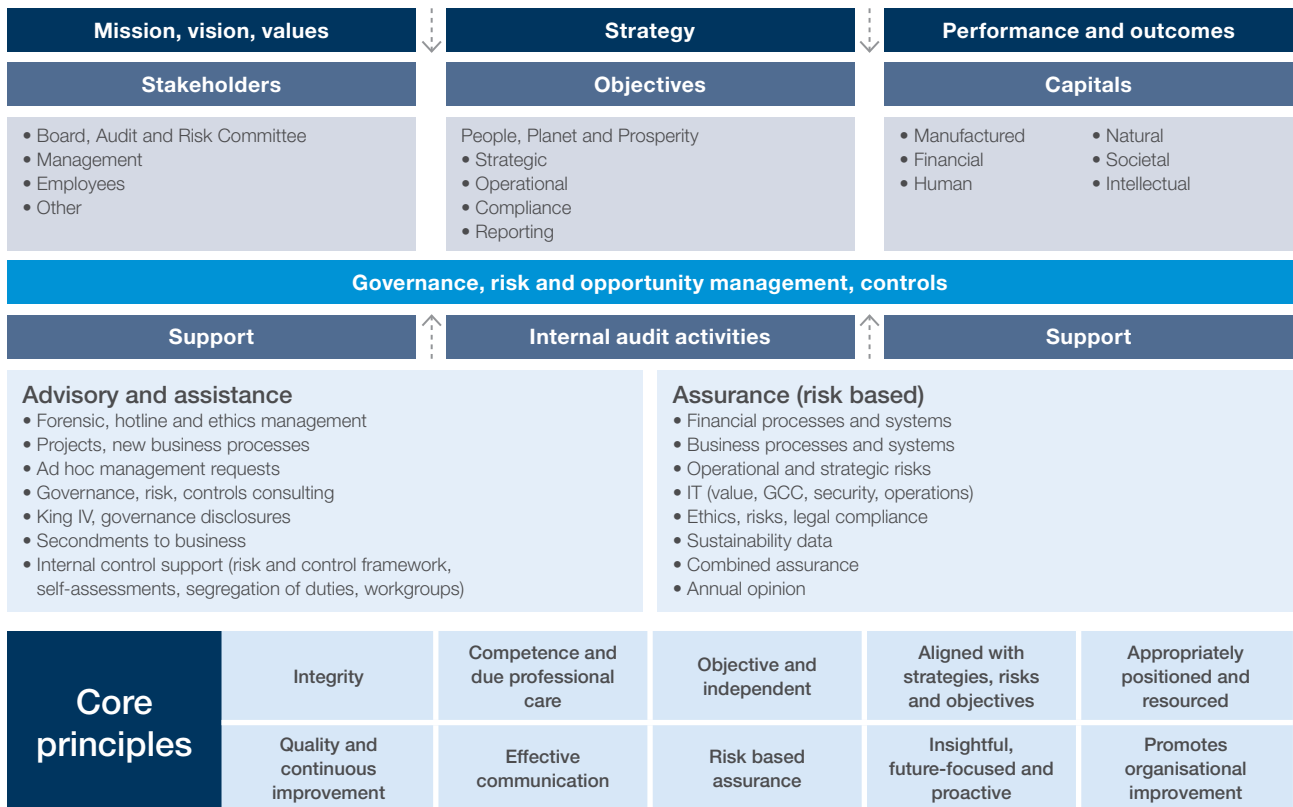 Mission, vision, values
Strategy
Performance and outcomes
Stakeholders
Objectives
Capitals
• Board, Audit and Risk Committee
• Management
• Employees
• Other
People, Planet and Prosperity
• Strategic
• Operational
• Compliance
• Reporting
• Manufactured
• Financial
• Human
• Natural
• Societal
• Intellectual
Governance, risk and opportunity management, controls
Support
Internal audit activities
Support
Advisory and assistance
• Forensic, hotline and ethics management
• Projects, new business processes
• Ad hoc management requests
• Governance, risk, controls consulting
• King IV, governance disclosures
• Secondments to business
• Internal control support (risk and control framework,
self-assessments, segregation of duties, workgroups)
Assurance (risk based)
• Financial processes and systems
• Business processes and systems
• Operational and strategic risks
• IT (value, GCC, security, operations)
• Ethics, risks, legal compliance
• Sustainability data
• Combined assurance
• Annual opinion
Core
principles
Integrity
Competence and
due professional
care
Objective and
independent
Aligned with
strategies, risks
and objectives
Appropriately
positioned and
resourced
Quality and
continuous
improvement
Effective
communication
Risk based
assurance
Insightful,
future-focused and
proactive
Promotes
organisational
improvement